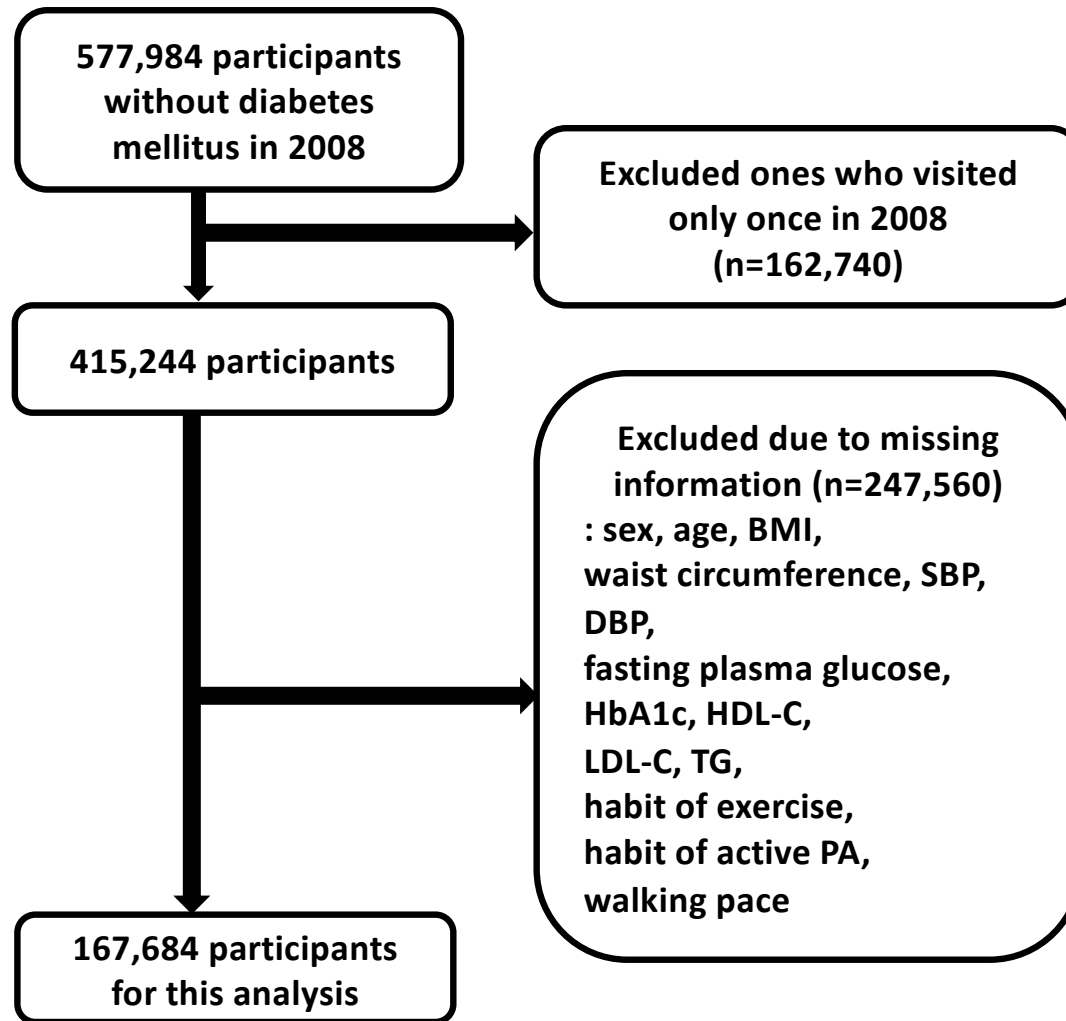 577,984 participants
without diabetes
mellitus in 2008
Excluded ones who visited
only once in 2008
(n=162,740)
415,244 participants
Excluded due to missing
information (n=247,560)
: sex, age, BMI,
waist circumference, SBP,
DBP,
fasting plasma glucose,
HbA1c, HDL-C,
LDL-C, TG,
habit of exercise,
habit of active PA,
walking pace
167,684 participants
for this analysis